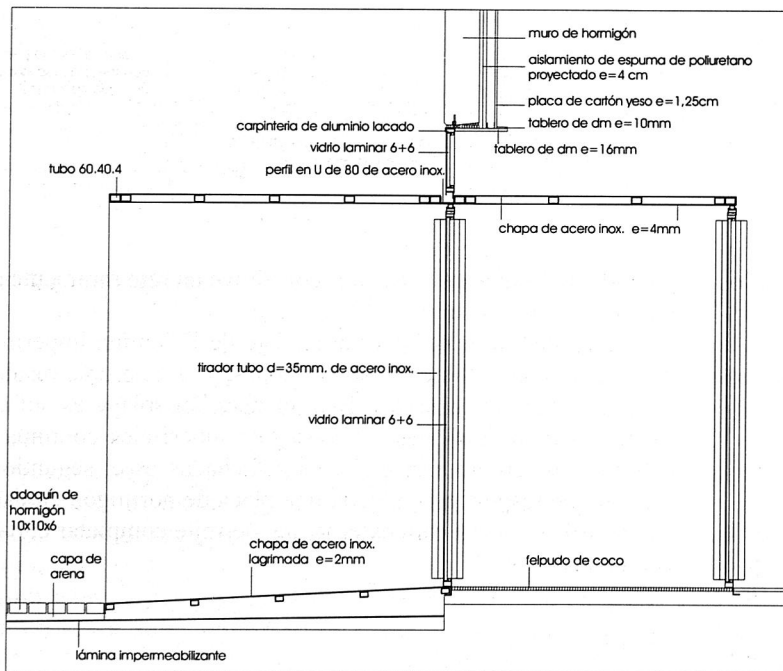 muro de hormigón
aislamiento de espuma de poliuretano
proyectado e=4 cm
placa de cartón yeso e=1,25cm
carpinteria de aluminio lacado
tablero de dm e=10mm
vidrio laminar 6+6
tablero de dm e=16mm
tubo 60.40.4
perfil en U de 80 de acero inox.
chapa de acero inox. e=4mm
tirador tubo d=35mm. de acero inox.
vidrio laminar 6+6
adoquín de
hormigón
10x10x6
capa de
arena
chapa de acero inox.
lagrimada e=2mm
felpudo de coco
lámina impermeabilizante